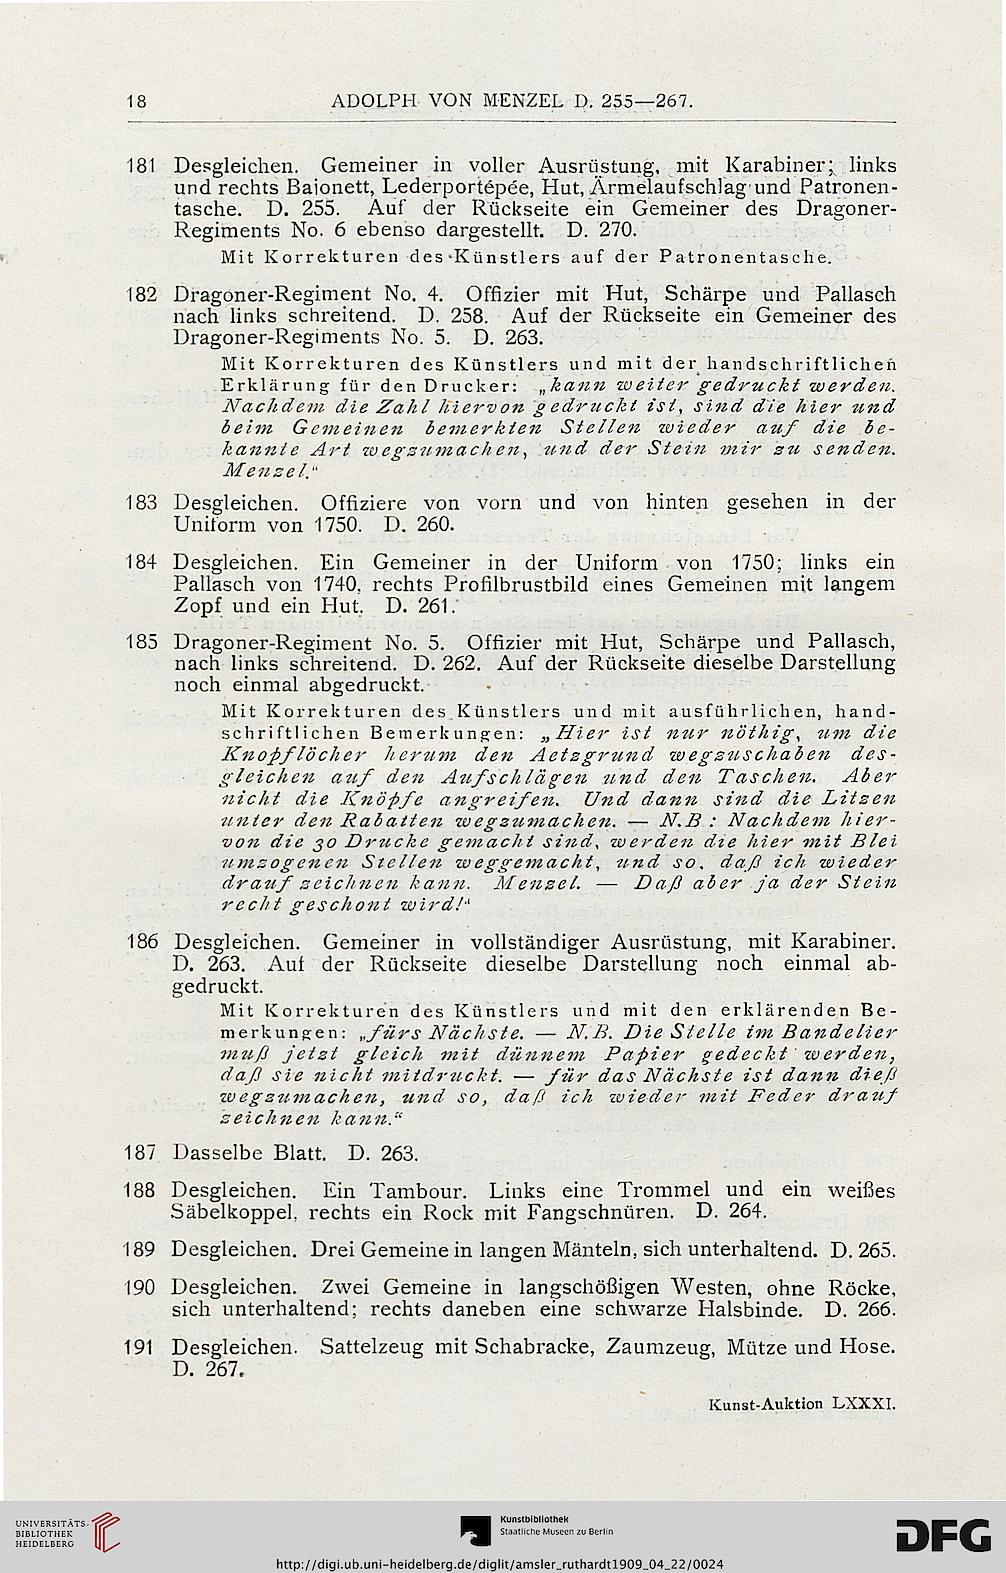 18 ADOLPH VON MENZEL D. 255—267.
181 Desgleichen. Gemeiner in voller Ausrüstung, mit Karabiner; links
und rechts Bajonett, Lederportépée, Hut, Ärmelaufschlag und Patronen-
tasche. D. 255. Auf der Rückseite ein Gemeiner des Dragoner-
Regiments No. 6 ebenso dargestellt. D. 270.
Mit Korrekturen des Künstlers auf der Patronentasche.
182 Dragoner-Regiment No. 4. Offizier mit Hut, Schärpe und Pallasch
nach links schreitend. D. 258. Auf der Rückseite ein Gemeiner des
Dragoner-Regiments No. 5. D. 263.
Mit Korrekturen des Künstlers und mit der handschriftlichen
Erklärung für den Drucker: „kann weiter gedruckt werden.
Nachdem die Zahl hiervon gedruckt ist, sind die hier und
beim Gemeinen bemerkten Stellen wieder auf die be-
kannte Art wegzumachen, und der Stein mir zu senden.
Menzel.“
183 Desgleichen. Offiziere von vorn und von hinten gesehen in der
Uniform von 1750. D. 260.
184 Desgleichen. Ein Gemeiner in der Uniform von 1750; links ein
Pallasch von 1740, rechts Profilbrustbild eines Gemeinen mit langem
Zopf und ein Hut. D. 261.
185 Dragoner-Regiment No. 5. Offizier mit Hut, Schärpe und Pallasch,
nach links schreitend. D. 262. Auf der Rückseite dieselbe Darstellung
noch einmal abgedruckt.
Mit Korrekturen des Künstlers und mit ausführlichen, hand-
schriftlichen Bemerkungen: „Hier ist nur nöthig, um die
Knopflöcher herum den Aetzgrund wegzuschaben des-
gleichen auf den Aufschlägen und den Taschen. Aber
nicht die Knöpfe angreifen. Und dann sind die Litzen
unter den Rabatten wegzumachen. — N.B.: Nachdem hier-
von die 30 Drucke gemacht sind, werden die hier mit Blei
umzogenen Stellen weggemacht, und so, daß ich wieder
drauf zeichnen kann. Menzel. — Daß aber ja der Stein
recht geschont wird!“
186 Desgleichen. Gemeiner in vollständiger Ausrüstung, mit Karabiner.
D. 263. Auf der Rückseite dieselbe Darstellung noch einmal ab-
gedruckt.
Mit Korrekturen des Künstlers und mit den erklärenden Be-
merkungen: „fürs Nächste. — N.B. Die Stelle im Bandelier
muß jetzt gleich mit dünnem Papier gedeckt werden,
daß sie nicht mitdruckt. — für das Nächste ist dann dieß
wegzumachen, und so, daß ich wieder mit Feder drauf
zeichnen kann.“
187 Dasselbe Blatt. D. 263.
188 Desgleichen. Ein Tambour. Links eine Trommel und ein weißes
Säbelkoppel, rechts ein Rock mit Fangschnüren. D. 264.
189 Desgleichen. Drei Gemeine in langen Mänteln, sich unterhaltend. D. 265.
190 Desgleichen. Zwei Gemeine in langschößigen Westen, ohne Röcke,
sich unterhaltend; rechts daneben eine schwarze Halsbinde. D. 266.
191 Desgleichen. Sattelzeug mit Schabracke, Zaumzeug, Mütze und Hose.
D. 267.
Kunst-Auktion LXXXI.
UNIVERSITÄTS-
BIBLIOTHEK
HEIDELBERG
Kunstbibliothek
Staatliche Museen zu Berlin
DFG
http://digi.ub.uni-heidelberg.de/diglit/amsler_ruthardt1909_04_22/0024